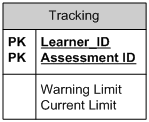 Tracking
PK Learner_ID
PK Assessment ID
Warning Limit
Current Limit